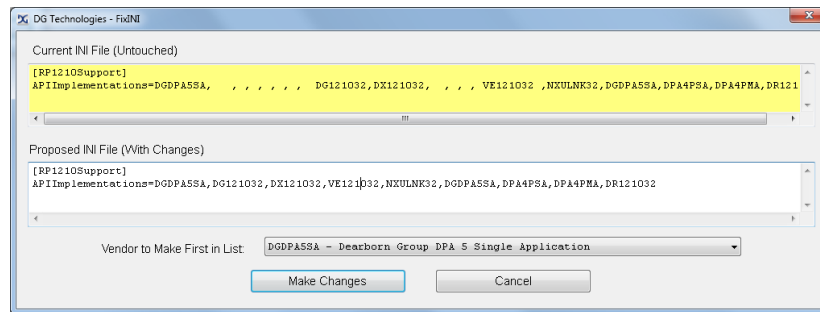 DG Technologies - FixINI
Current INI File (Untouched)
[RP1210Support]
APIImplementations=DGDPA5SA,   , , , , , ,  DG121032,DX121032,  , , , VE121032 ,NXULNK32,DGDPA5SA,DPA4PSA,DPA4PMA,DR121
Proposed INI File (With Changes)
[RP1210Support]
APIImplementations=DGDPA5SA,DG121032,DX121032,VE121032,NXULNK32,DGDPA5SA,DPA4PSA,DPA4PMA,DR121032
Vendor to Make First in List:
DGDPA5SA - Dearborn Group DPA 5 Single Application
Make Changes
Cancel